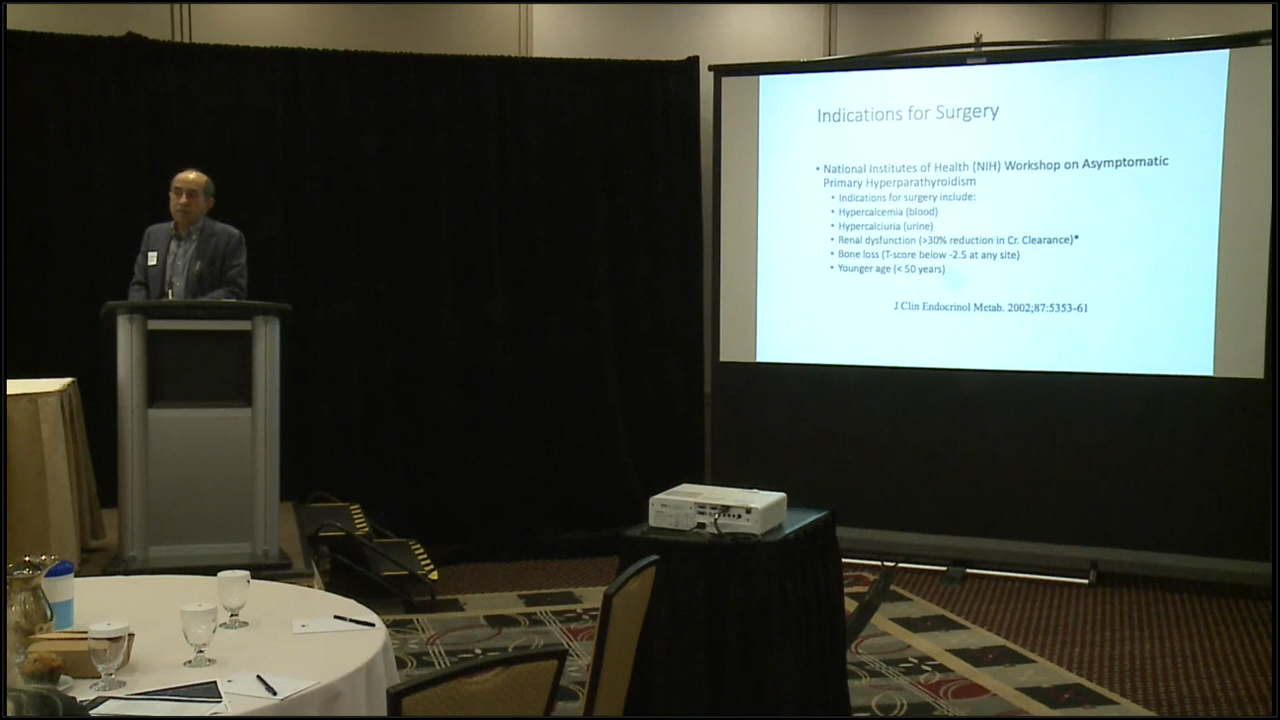 Indications for Surgery
• National Institutes of Health (NIH) Workshop on Asymptomatic
Primary Hyperparathyroidism
• Indications for surgery include:
• Hypercalcemia (blood)
• Hypercalciuria (urine)
• Renal dysfunction (>30% reduction in Cr. Clearance)*
• Bone loss (T-score below -2.5 at any site)
• Younger age (< 50 years)
J Clin Endocrinol Metab. 2002;87:5353-61